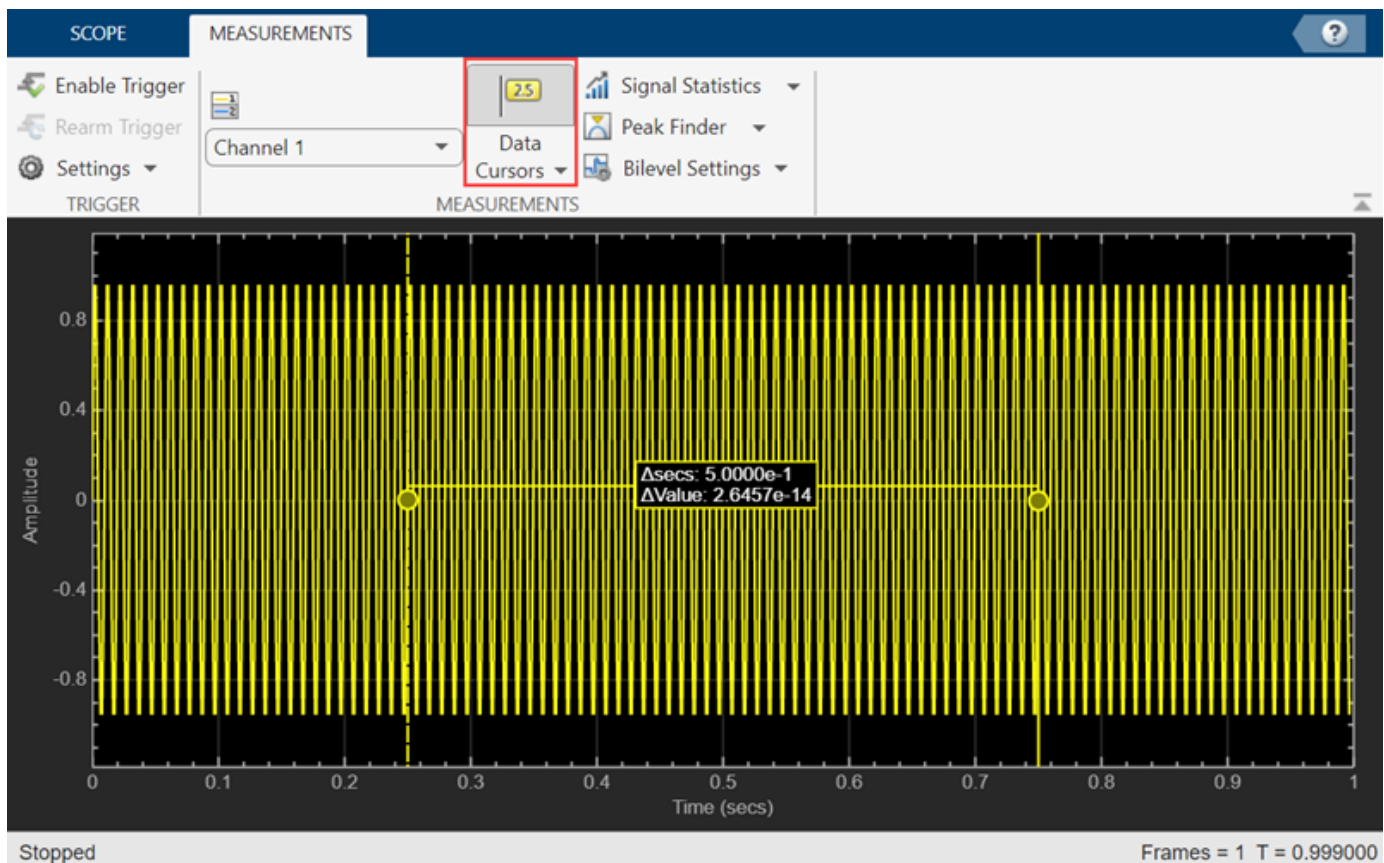 SCOPE
MEASUREMENTS
?
Enable Trigger
Rearm Trigger
Settings
TRIGGER
1
2
Channel 1
2.5
Data
Cursors
Signal Statistics
Peak Finder
Bilevel Settings
MEASUREMENTS
0.8
0.4
0
-0.4
-0.8
Amplitude
Δsecs: 5.0000e-1
ΔValue: 2.6457e-14
0 0.1 0.2 0.3 0.4 0.5 0.6 0.7 0.8 0.9 1
Time (secs)
Stopped
Frames = 1 T = 0.999000